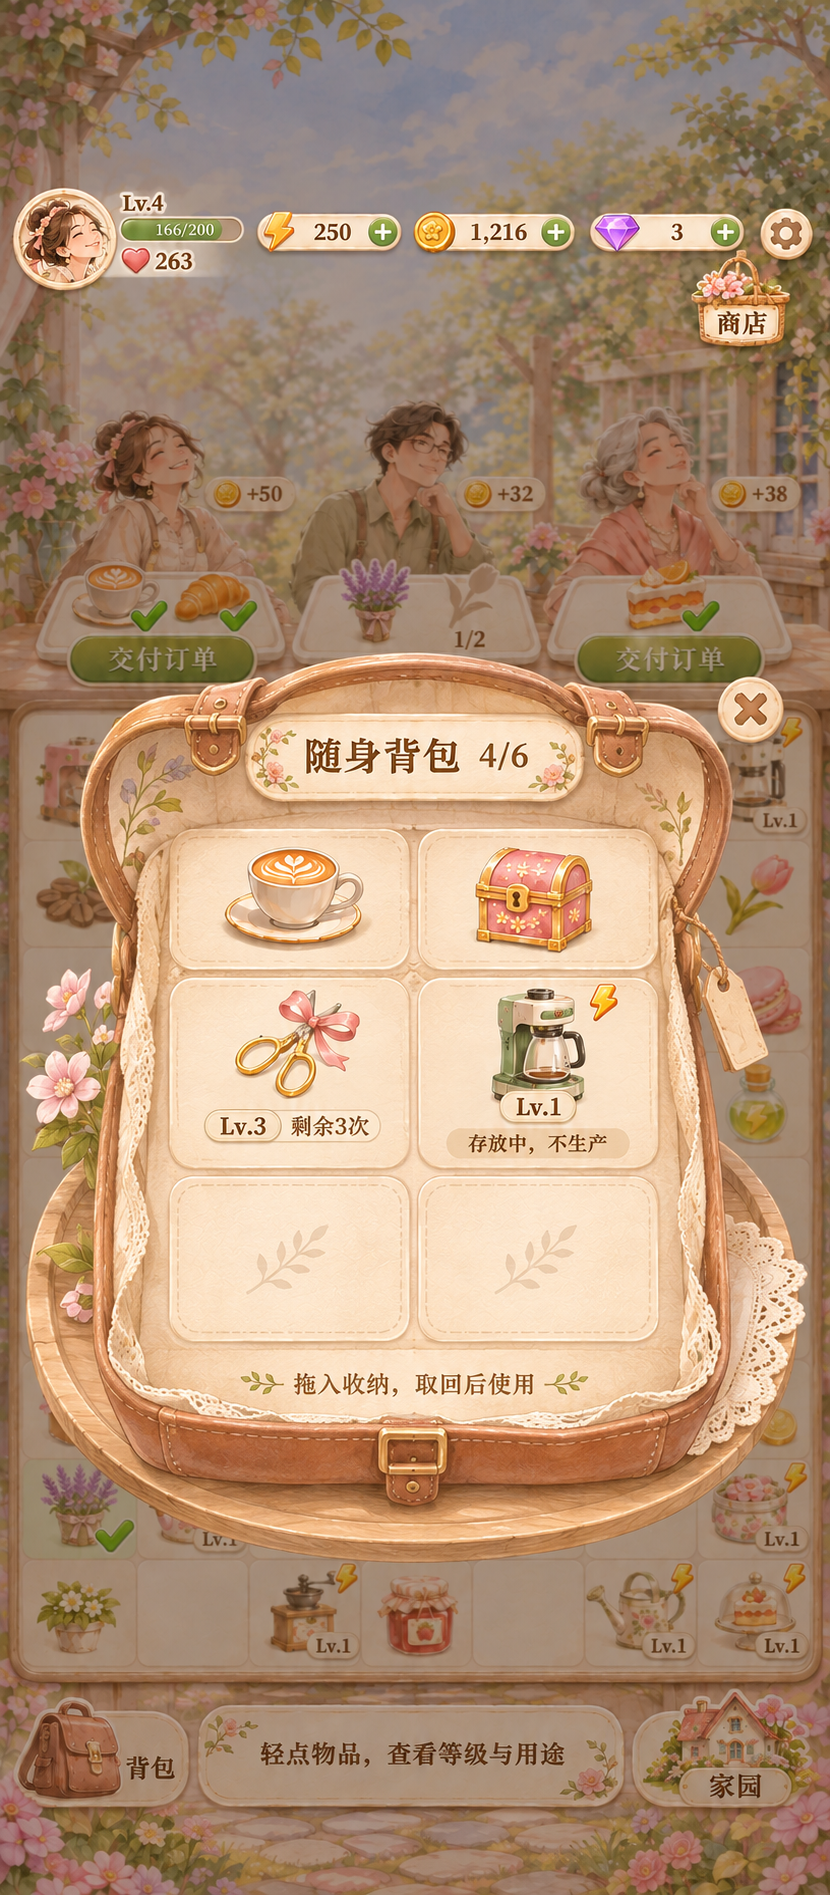 Lv.4
166/200
263
250
1,216
3
商店
+50
+32
+38
1/2
交付订单
交付订单
随身背包 4/6
Lv.1
Lv.3 剩余3次
Lv.1
存放中，不生产
拖入收纳，取回后使用
Lv.1
Lv.1
Lv.1
Lv.1
Lv.1
背包
轻点物品，查看等级与用途
家园